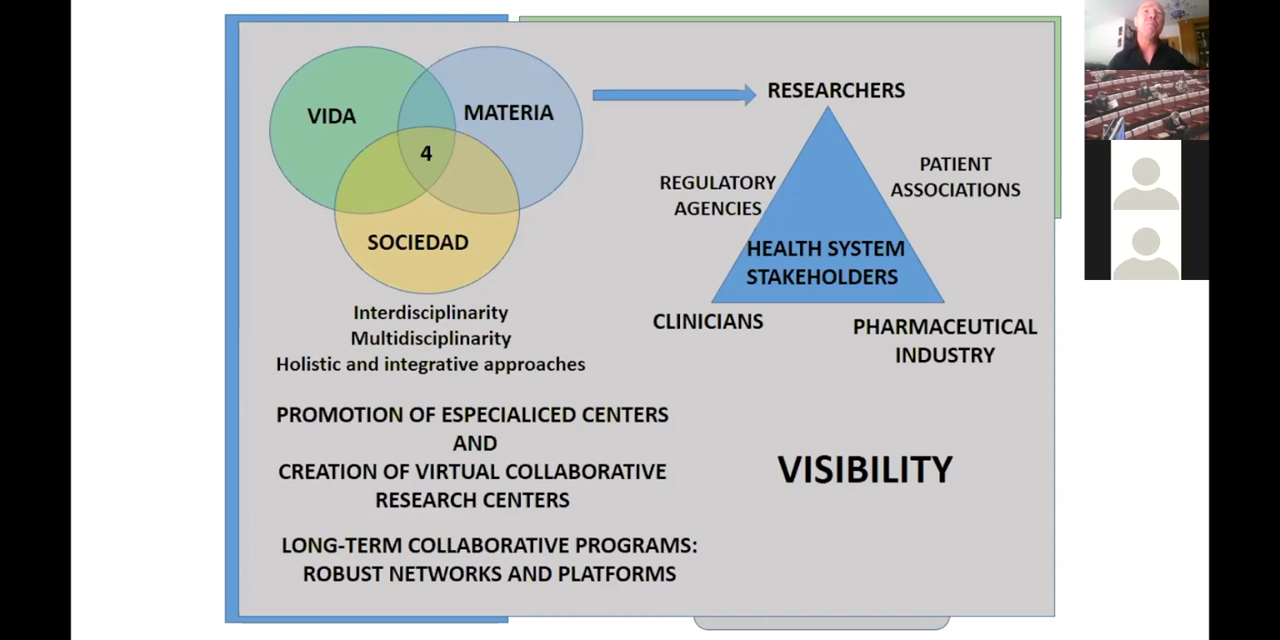 VIDA
MATERIA
4
SOCIEDAD
Interdisciplinarity
Multidisciplinarity
Holistic and integrative approaches
RESEARCHERS
REGULATORY
AGENCIES
PATIENT
ASSOCIATIONS
HEALTH SYSTEM
STAKEHOLDERS
CLINICIANS
PHARMACEUTICAL
INDUSTRY
PROMOTION OF ESPECIALICED CENTERS
AND
CREATION OF VIRTUAL COLLABORATIVE
RESEARCH CENTERS
VISIBILITY
LONG-TERM COLLABORATIVE PROGRAMS:
ROBUST NETWORKS AND PLATFORMS